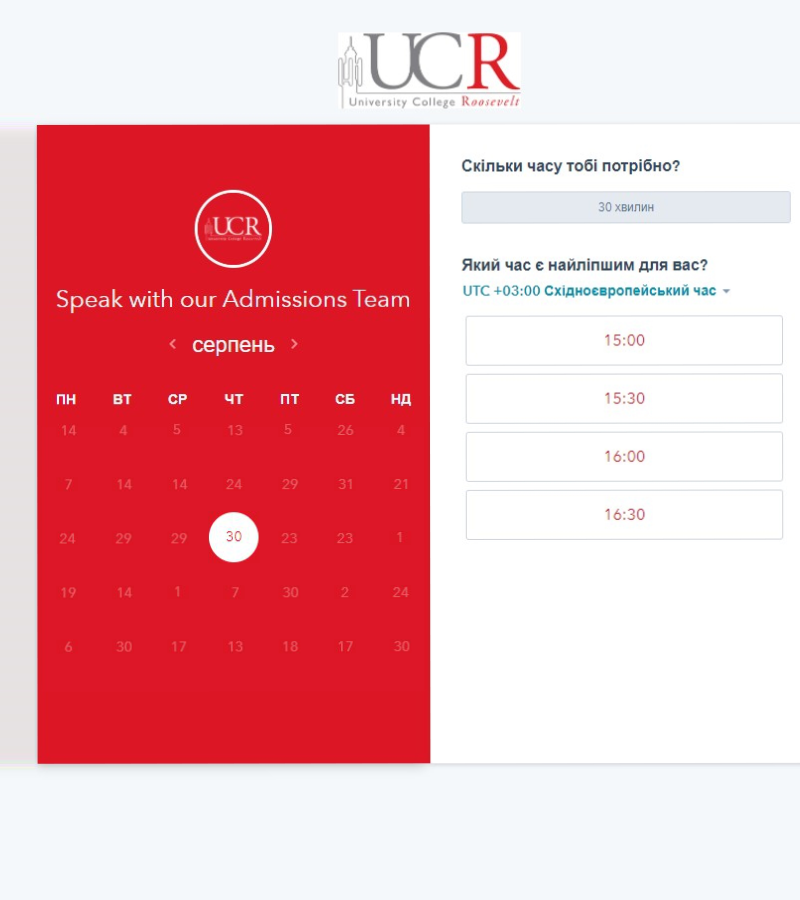 UCR
University College Roosevelt
UCR
Speak with our Admissions Team
серпень
ПН ВТ СР ЧТ ПТ СБ НД
14 4 5 13 5 26 4
7 14 14 24 29 31 21
24 29 29 30 23 23 1
19 14 1 7 30 2 24
6 30 17 13 18 17 30
Скільки часу тобі потрібно?
30 хвилин
Який час є найліпшим для вас?
UTC +03:00 Східноєвропейський час
15:00
15:30
16:00
16:30